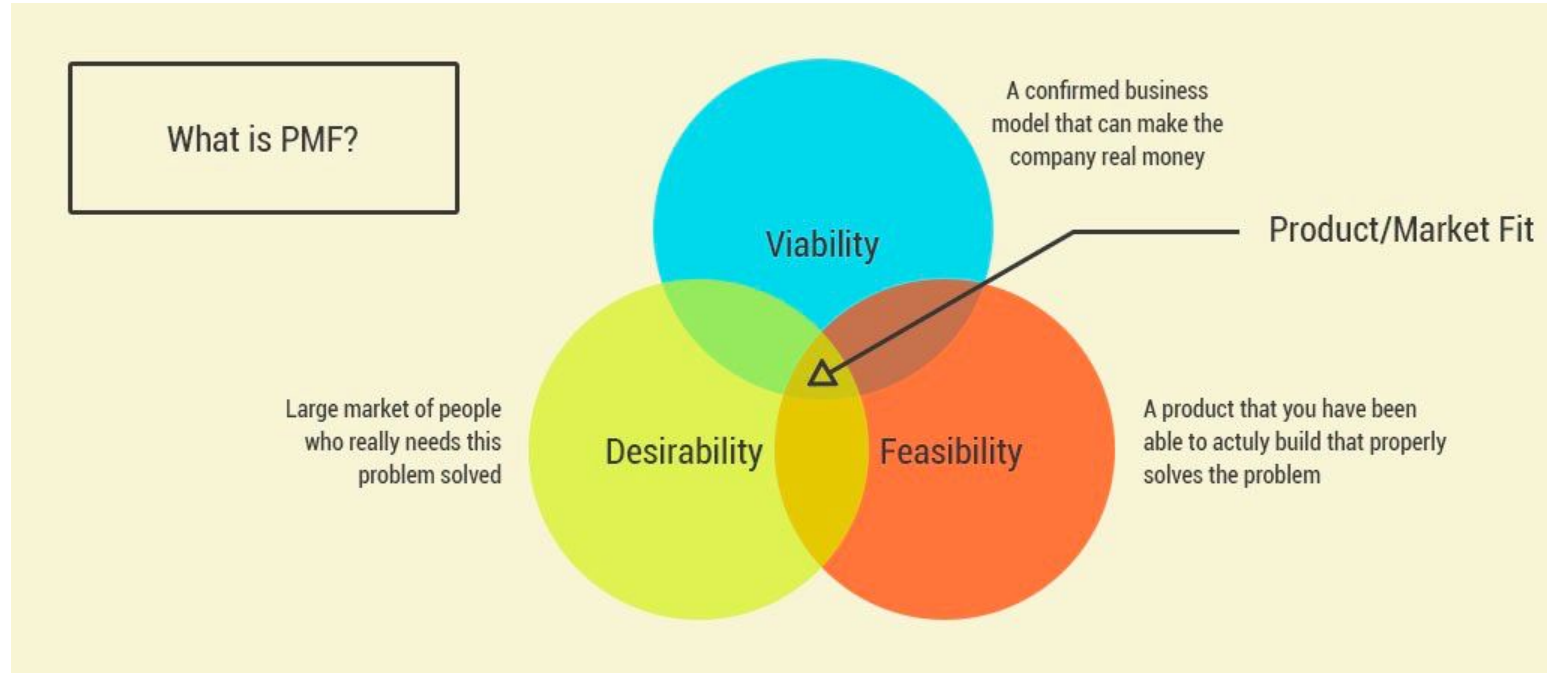 What is PMF?
A confirmed business
model that can make the
company real money
Viability
Product/Market Fit
Large market of people
who really needs this
problem solved
Desirability
Feasibility
A product that you have been
able to actuly build that properly
solves the problem